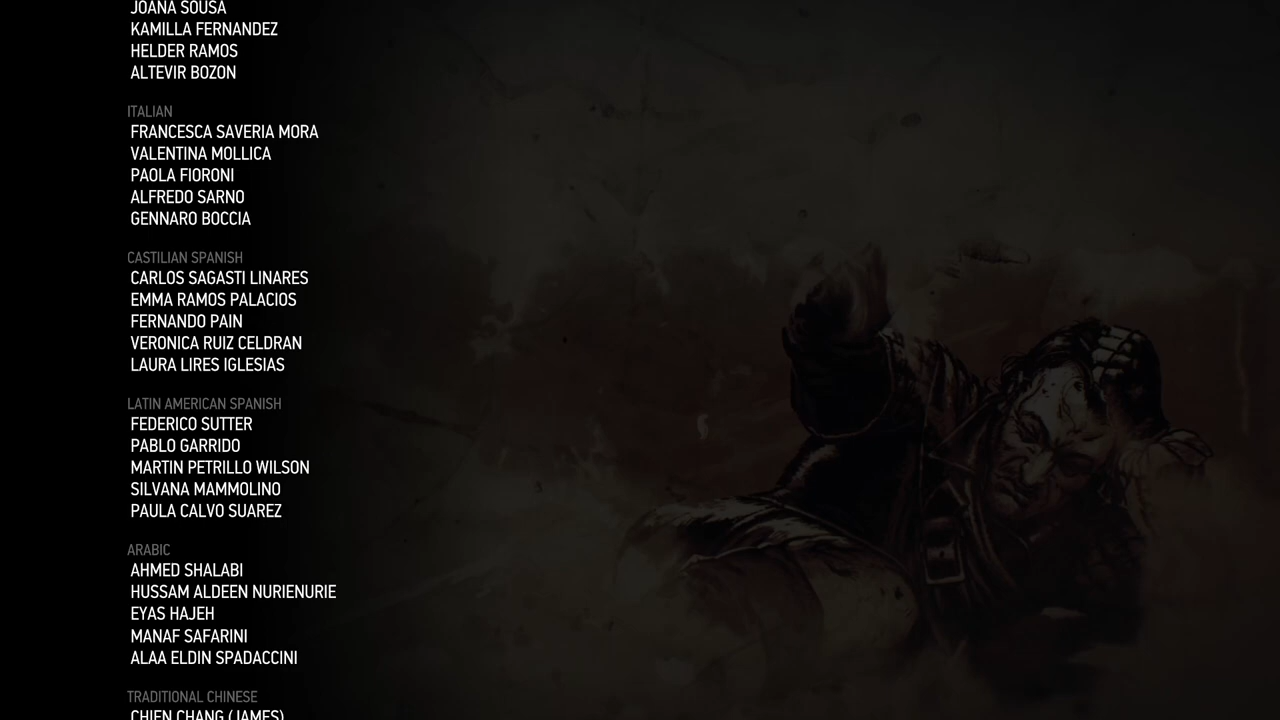 JOANA SOUSA
KAMILLA FERNANDEZ
HELDER RAMOS
ALTEVIR BOZON
ITALIAN
FRANCESCA SAVERIA MORA
VALENTINA MOLLICA
PAOLA FIORONI
ALFREDO SARNO
GENNARO BOCCIA
CASTILIAN SPANISH
CARLOS SAGASTI LINARES
EMMA RAMOS PALACIOS
FERNANDO PAIN
VERONICA RUIZ CELDRAN
LAURA LIRES IGLESIAS
LATIN AMERICAN SPANISH
FEDERICO SUTTER
PABLO GARRIDO
MARTIN PETRILLO WILSON
SILVANA MAMMOLINO
PAULA CALVO SUAREZ
ARABIC
AHMED SHALABI
HUSSAM ALDEEN NURIENURIE
EYAS HAJEH
MANAF SAFARINI
ALAA ELDIN SPADACCINI
TRADITIONAL CHINESE
CHIEN CHANG (JAMES)